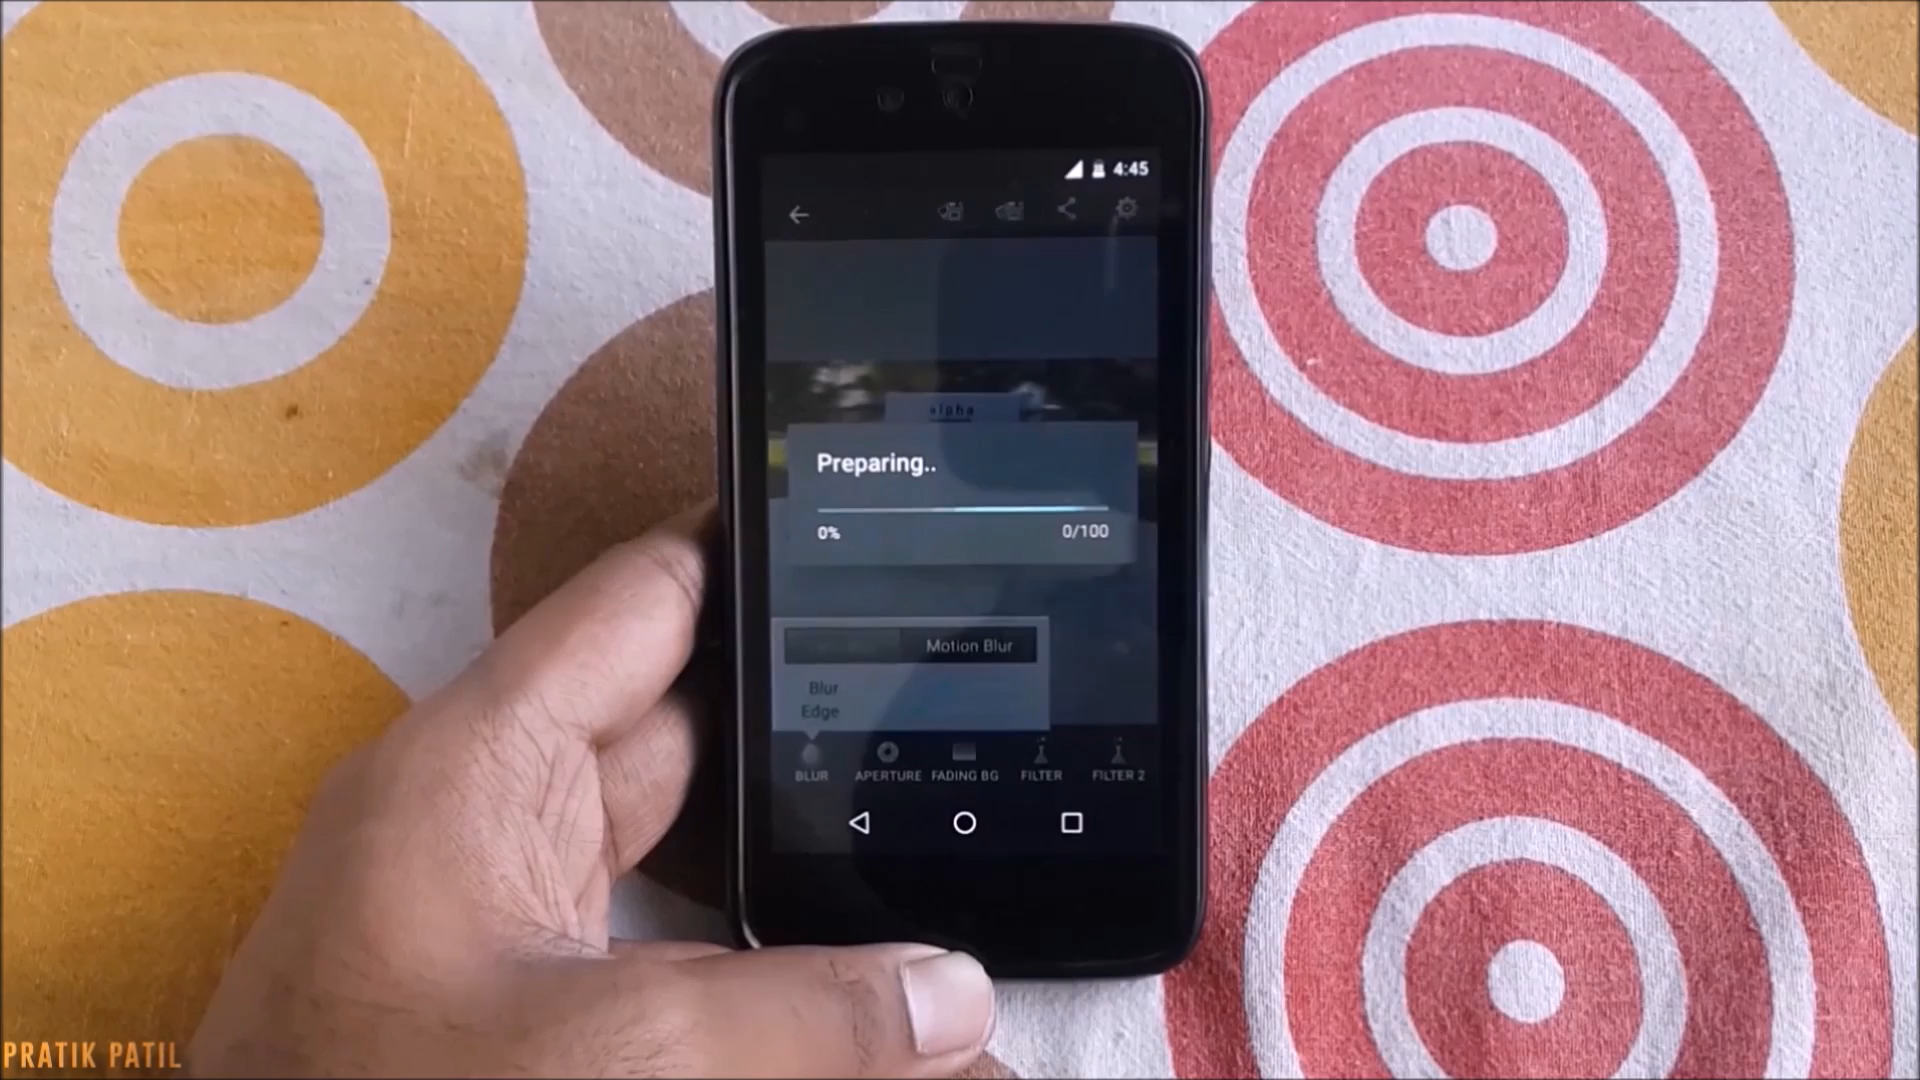 4:45
alpha
Preparing..
0% 0/100
Motion Blur
Blur
Edge
BLUR APERTURE FADING BG FILTER FILTER 2
PRATIK PATIL